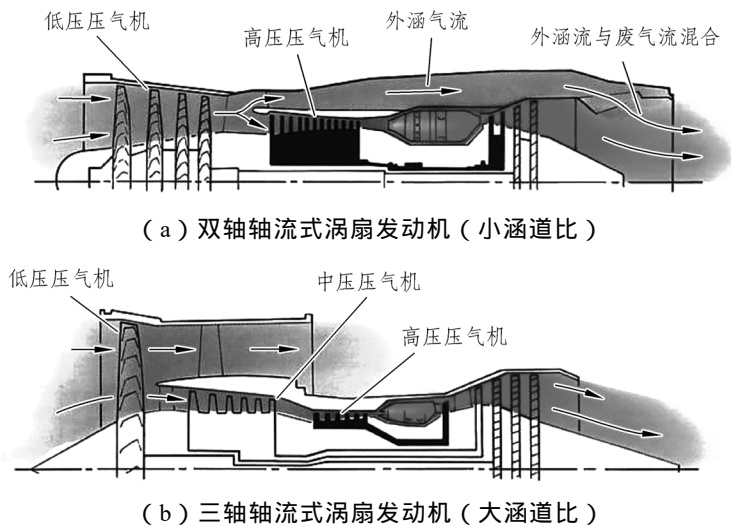 低压压气机
高压压气机
外涵气流
外涵流与废气流混合
（a）双轴轴流式涡扇发动机（小涵道比）
低压压气机
中压压气机
高压压气机
（b）三轴轴流式涡扇发动机（大涵道比）